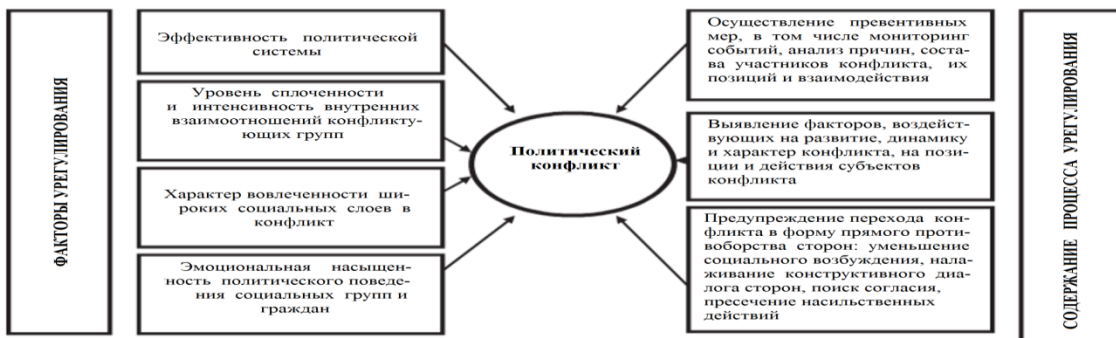 ФАКТОРЫ УРЕГУЛИРОВАНИЯ
Эффективность политической
системы
Уровень сплоченности
и интенсивность внутренних
взаимоотношений конфликту-
ющих групп
Характер вовлеченности ши-
роких социальных слоев в
конфликт
Эмоциональная насыщен-
ность политического поведе-
ния социальных групп и
граждан
Политический
конфликт
Осуществление превентивных
мер, в том числе мониторинг
событий, анализ причин, соста-
ва участников конфликта, их
позиций и взаимодействия
Выявление факторов, воздейст-
вующих на развитие, динамику
и характер конфликта, на пози-
ции и действия субъектов
конфликта
Предупреждение перехода кон-
фликта в форму прямого проти-
воборства сторон: уменьшение
социального возбуждения, нала-
живание конструктивного диа-
лога сторон, поиск согласия,
пресечение насильственных
действий
СОДЕРЖАНИЕ ПРОЦЕССА УРЕГУЛИРОВАНИЯ